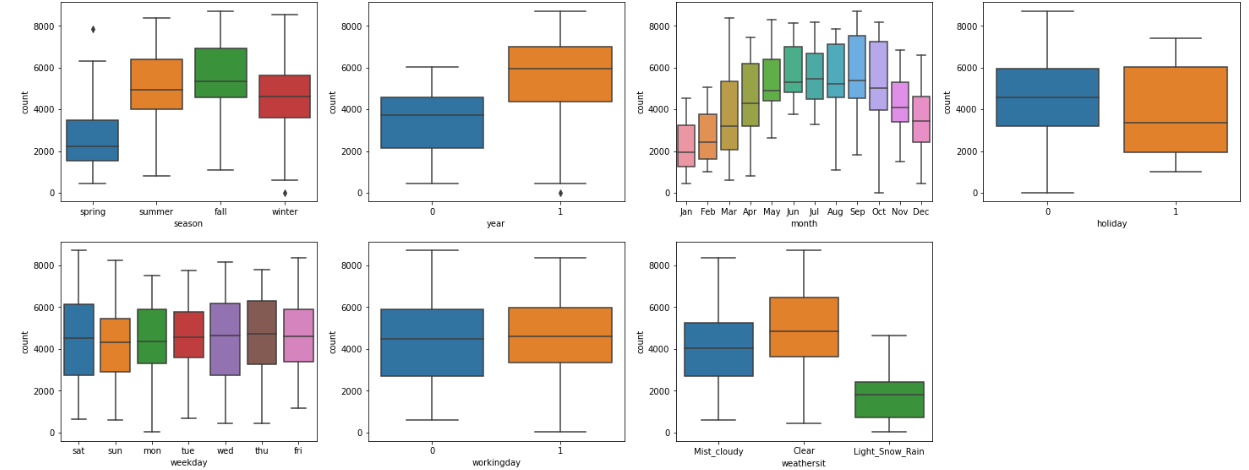 8000
6000
4000
2000
0
count
spring summer fall winter
season
8000
6000
4000
2000
0
count
0 1
year
8000
6000
4000
2000
0
count
Jan Feb Mar Apr May Jun Jul Aug Sep Oct Nov Dec
month
8000
6000
4000
2000
0
count
0 1
holiday
8000
6000
4000
2000
0
count
sat sun mon tue wed thu fri
weekday
8000
6000
4000
2000
0
count
0 1
workingday
8000
6000
4000
2000
0
count
Mist_cloudy Clear Light_Snow_Rain
weathersit